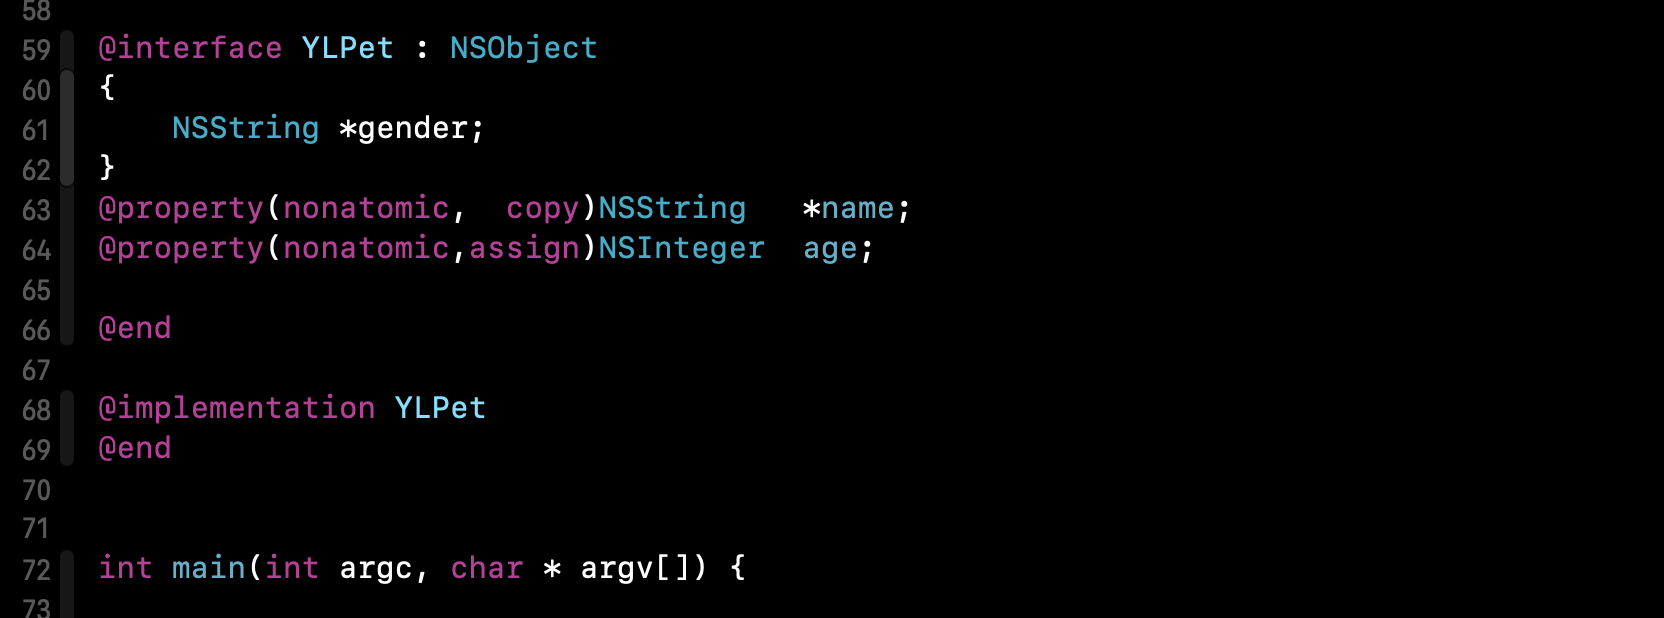 58
59 @interface YLPet : NSObject
60 {
61     NSString *gender;
62 }
63 @property(nonatomic,  copy)NSString   *name;
64 @property(nonatomic,assign)NSInteger  age;
65
66 @end
67
68 @implementation YLPet
69 @end
70
71
72 int main(int argc, char * argv[]) {
73